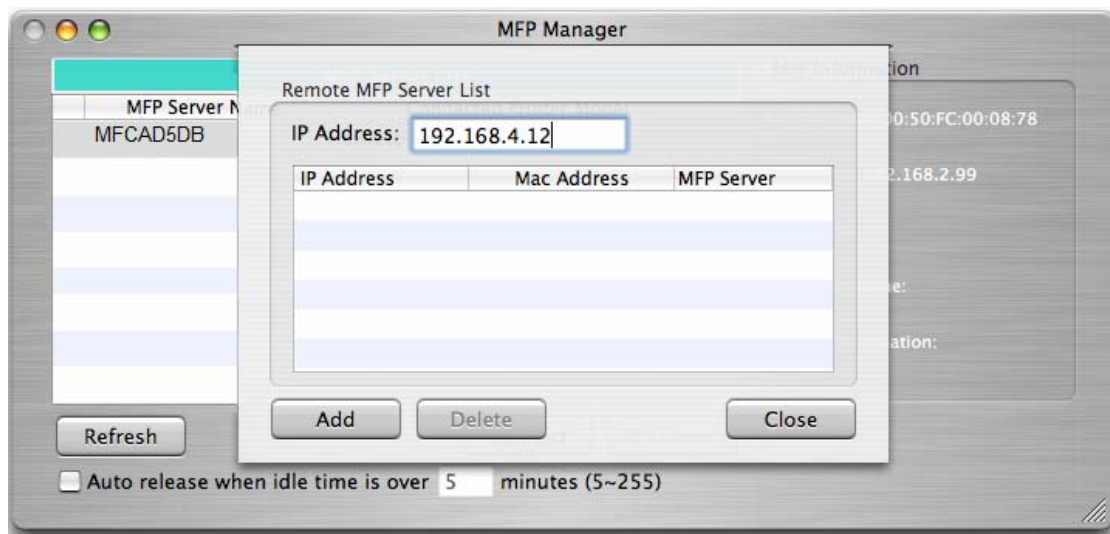 MFP Manager
Remote MFP Server List
IP Address: 192.168.4.12
IP Address Mac Address MFP Server
Add Delete Close
MFP Server N
MFCAD5DB
Refresh
Auto release when idle time is over 5 minutes (5~255)
MFP Information
00:50:FC:00:08:78
2.168.2.99
e:
ation: